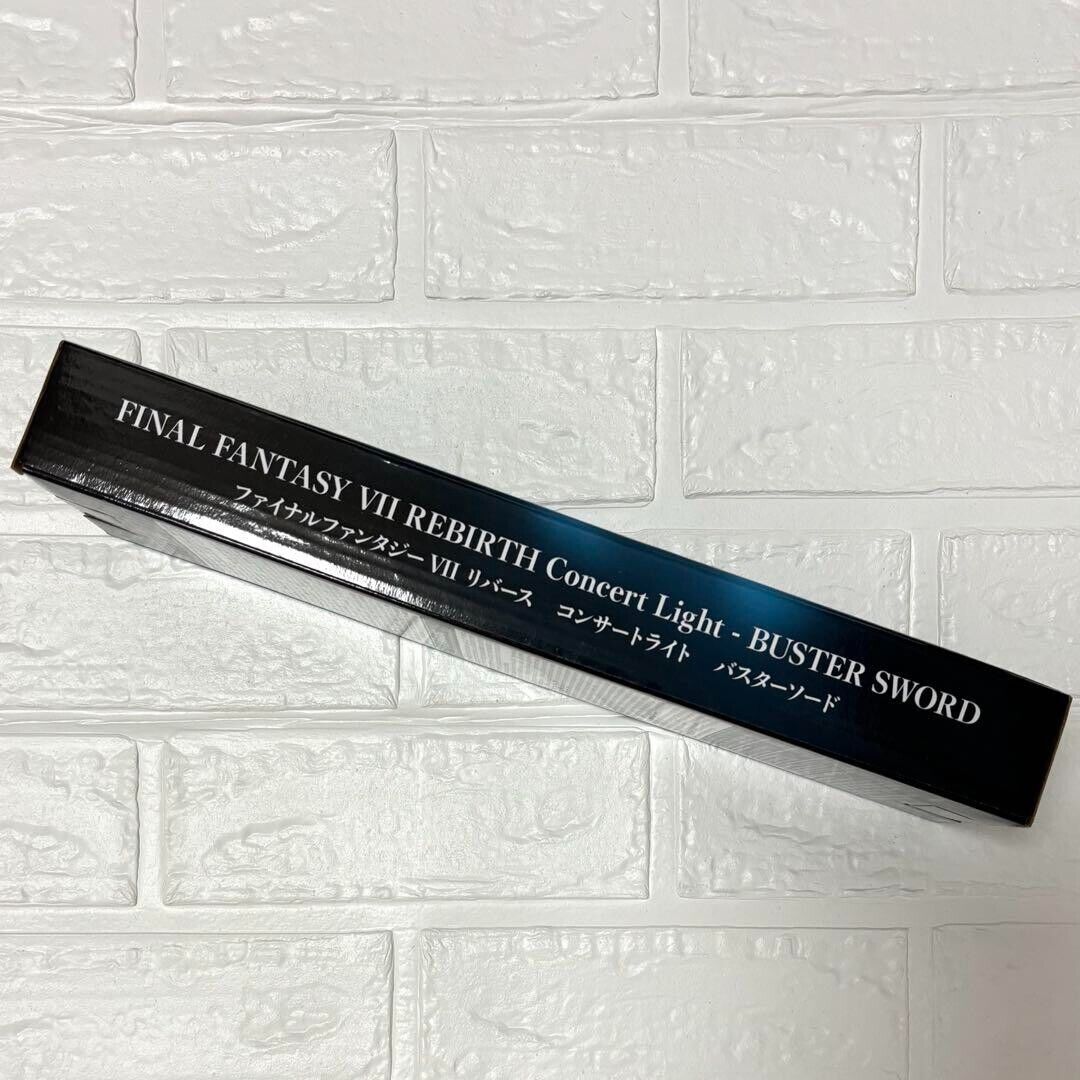 FINAL FANTASY VII REBIRTH Concert Light - BUSTER SWORD
ファイナルファンタジー VII リバース コンサートライト バスターソード